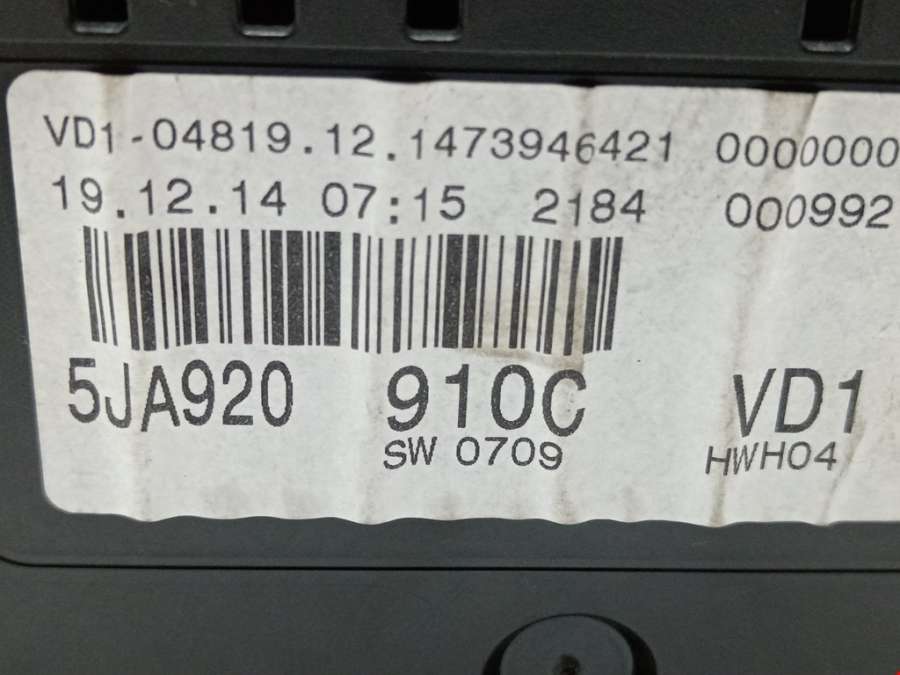 VD1-04819.12.1473946421 0000000
19.12.14 07:15 2184 000992
5JA920 910C VD1
SW 0709 HWH04